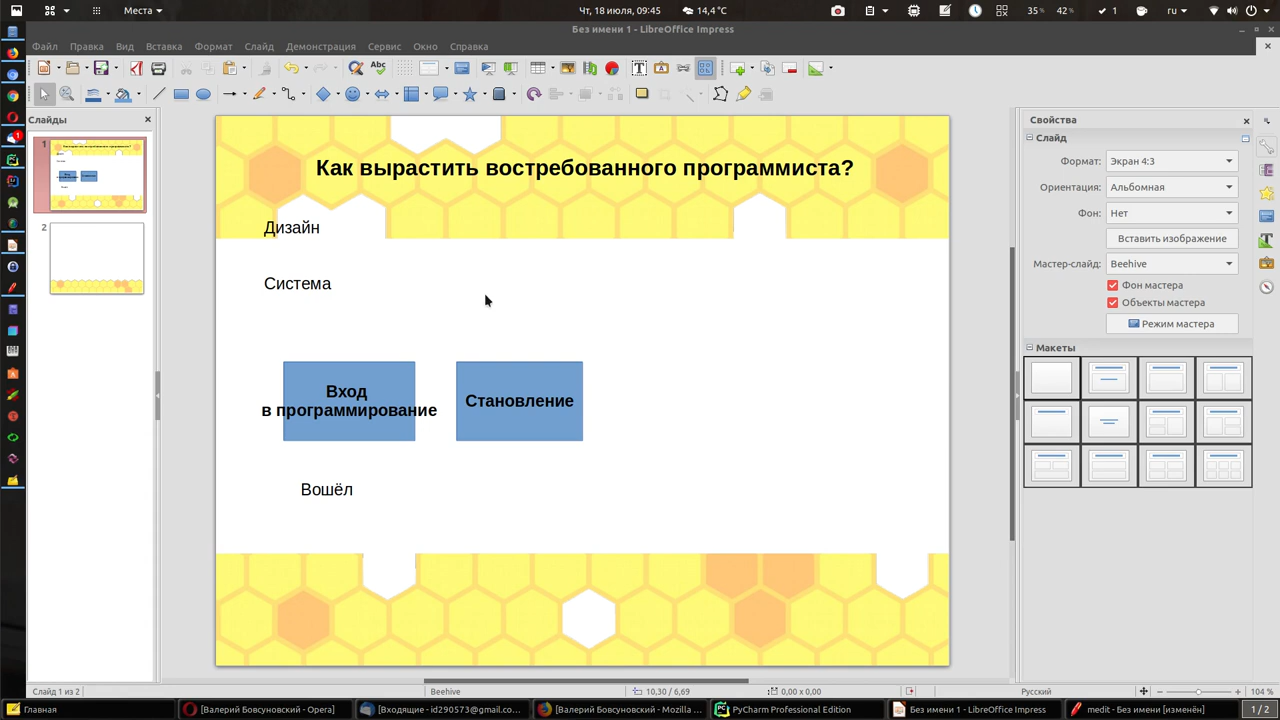 Места
Чт, 18 июля, 09:45
14,4°C
35 %
42 %
1
ru
Без имени 1 - LibreOffice Impress
Файл Правка Вид Вставка Формат Слайд Демонстрация Сервис Окно Справка
Слайды
1
2
Как вырастить востребованного программиста?
Дизайн
Система
Вход
в программирование
Становление
Вошёл
Свойства
Слайд
Формат: Экран 4:3
Ориентация: Альбомная
Фон: Нет
Вставить изображение
Мастер-слайд: Beehive
Фон мастера
Объекты мастера
Режим мастера
Макеты
Слайд 1 из 2
Beehive
10,30 / 6,69
0,00 x 0,00
Русский
104 %
Главная
[Валерий Бовсуновский - Opera]
[Входящие - id290573@gmail.co...
[Валерий Бовсуновский - Mozilla ...
PyCharm Professional Edition
Без имени 1 - LibreOffice Impress
medit - Без имени [изменён]
1 / 2